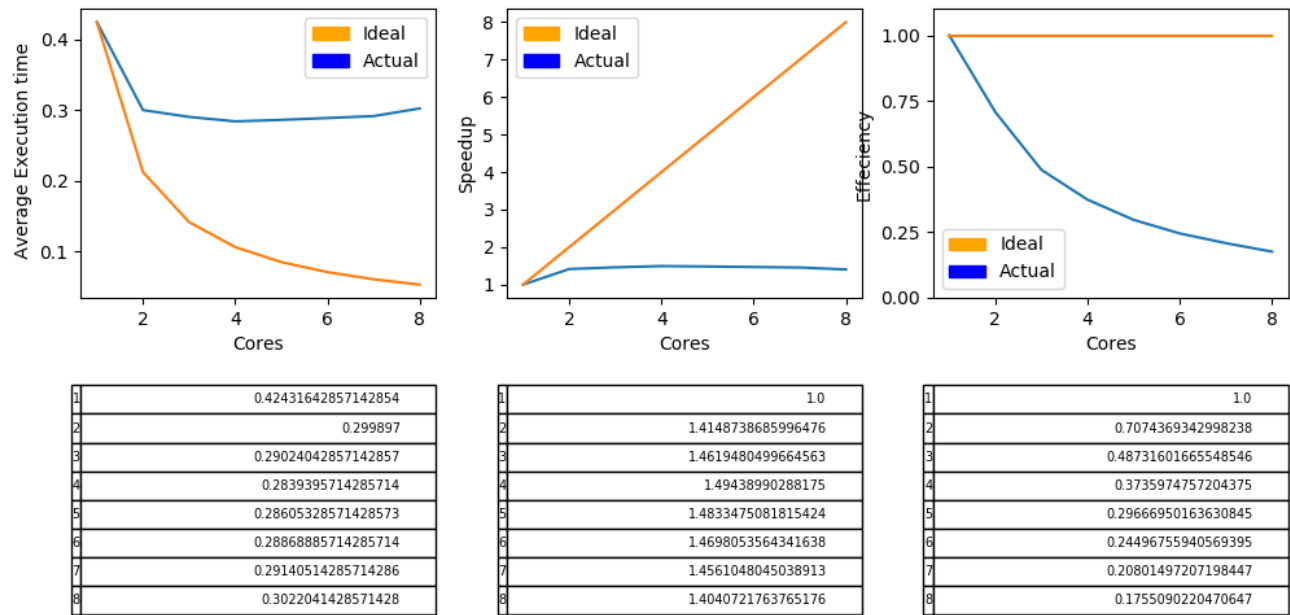 Average Execution time
0.4
0.3
0.2
0.1
2 4 6 8
Cores
Ideal
Actual
Speedup
8
7
6
5
4
3
2
1
2 4 6 8
Cores
Ideal
Actual
Effeciency
1.00
0.75
0.50
0.25
0.00
2 4 6 8
Cores
Ideal
Actual
1 0.42431642857142854
2 0.299897
3 0.29024042857142857
4 0.2839395714285714
5 0.28605328571428573
6 0.28868885714285714
7 0.29140514285714286
8 0.3022041428571428
1 1.0
2 1.4148738685996476
3 1.4619480499664563
4 1.49438990288175
5 1.4833475081815424
6 1.4698053564341638
7 1.4561048045038913
8 1.4040721763765176
1 1.0
2 0.7074369342998238
3 0.48731601665548546
4 0.3735974757204375
5 0.29666950163630845
6 0.24496755940569395
7 0.20801497207198447
8 0.1755090220470647